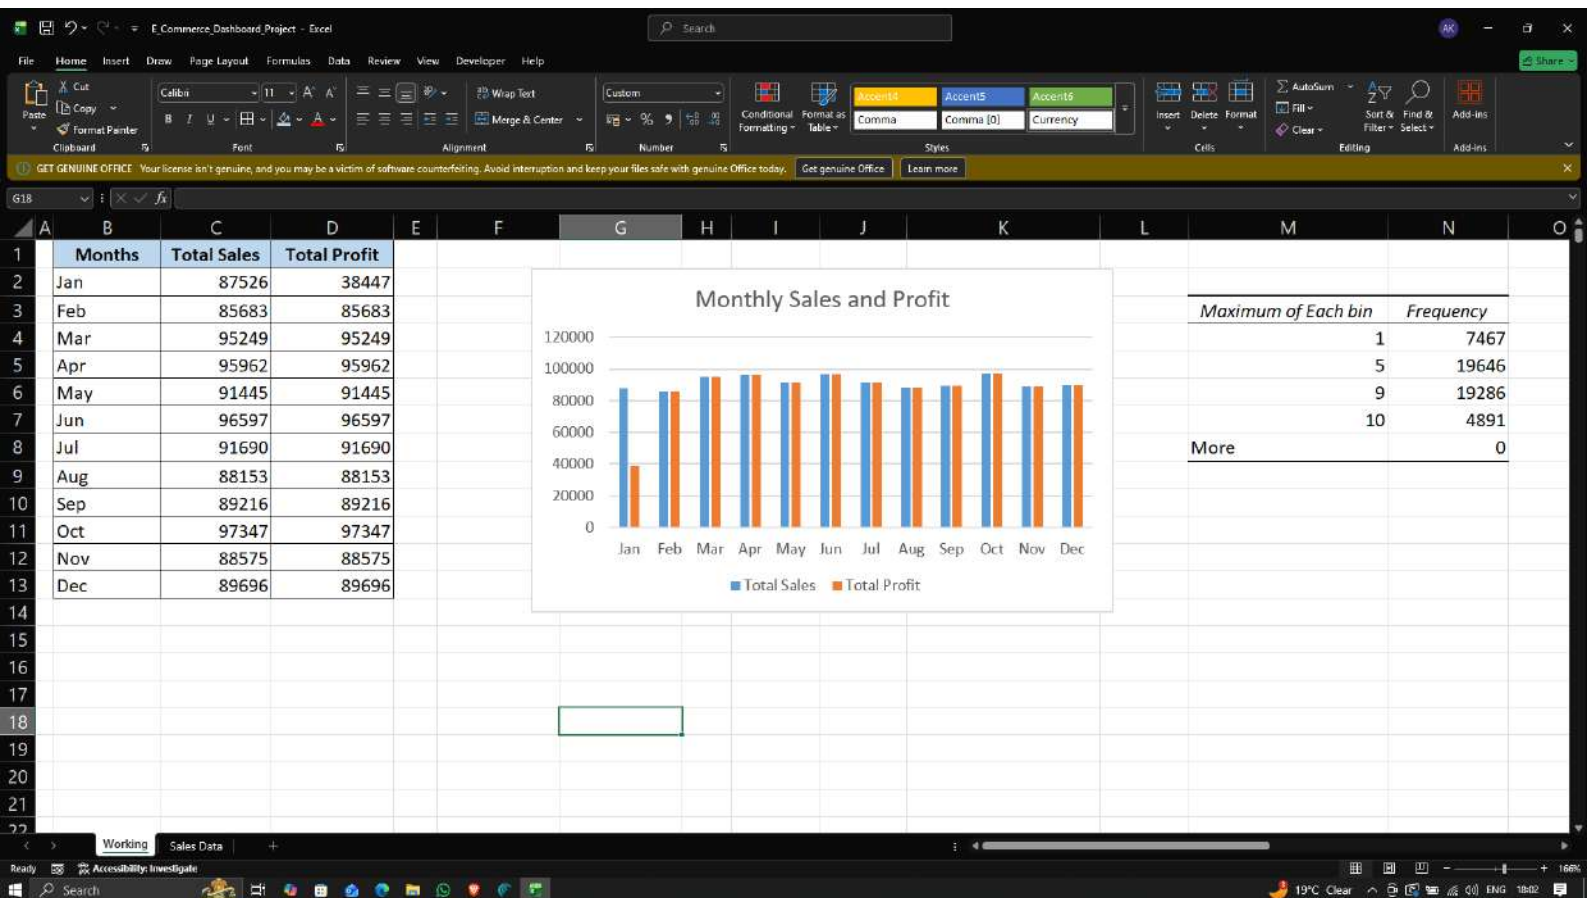 E_Commerce_Dashboard_Project - Excel
Search
AK
File Home Insert Draw Page Layout Formulas Data Review View Developer Help
Share
Paste
Cut
Copy
Format Painter
Clipboard
Calibri 11 A^ A
B I U A
Font
Wrap Text
Merge & Center
Alignment
Custom
% 9
Number
Conditional Formatting
Format as Table
Accent4 Accent5 Accent6
Comma Comma [0] Currency
Styles
Insert Delete Format
Cells
AutoSum
Fill
Clear
Sort & Filter
Find & Select
Editing
Add-ins
Add-ins
GET GENUINE OFFICE Your license isn't genuine, and you may be a victim of software counterfeiting. Avoid interruption and keep your files safe with genuine Office today. Get genuine Office Learn more
G18 fx
A B C D E F G H I J K L M N O
1 Months Total Sales Total Profit
2 Jan 87526 38447
3 Feb 85683 85683
4 Mar 95249 95249
5 Apr 95962 95962
6 May 91445 91445
7 Jun 96597 96597
8 Jul 91690 91690
9 Aug 88153 88153
10 Sep 89216 89216
11 Oct 97347 97347
12 Nov 88575 88575
13 Dec 89696 89696
14
15
16
17
18
19
20
21
22
Monthly Sales and Profit
120000
100000
80000
60000
40000
20000
0
Jan Feb Mar Apr May Jun Jul Aug Sep Oct Nov Dec
Total Sales Total Profit
Maximum of Each bin Frequency
1 7467
5 19646
9 19286
10 4891
More 0
Working Sales Data +
Ready Accessibility: Investigate
166%
Search
19°C Clear ENG 18:02